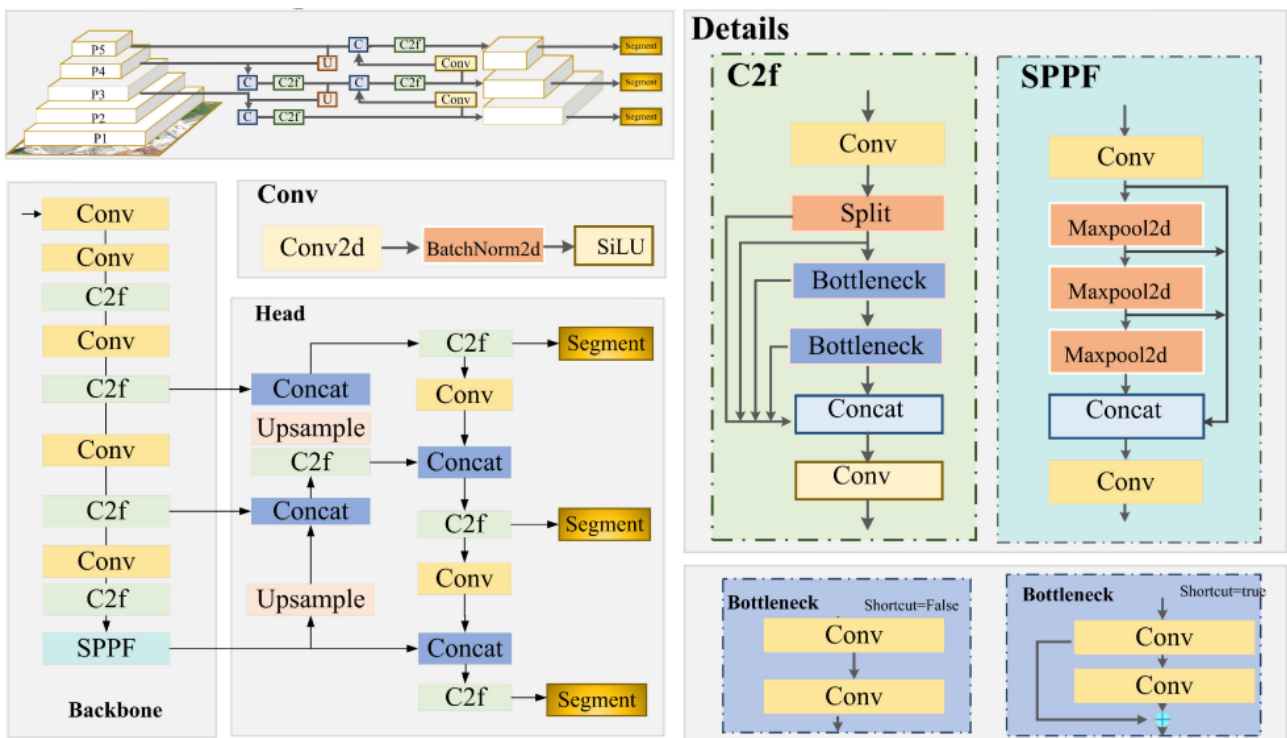 P5
P4
P3
P2
P1
C
C2f
Segment
U
Conv
C
C2f
C
C2f
Segment
U
Conv
C
C2f
Segment
Backbone
Conv
Conv
C2f
Conv
C2f
Conv
C2f
Conv
C2f
SPPF
Conv
Conv2d
BatchNorm2d
SiLU
Head
Concat
Upsample
C2f
Concat
Upsample
C2f
Segment
Conv
Concat
C2f
Segment
Conv
Concat
C2f
Segment
Details
C2f
Conv
Split
Bottleneck
Bottleneck
Concat
Conv
SPPF
Conv
Maxpool2d
Maxpool2d
Maxpool2d
Concat
Conv
Bottleneck
Shortcut=False
Conv
Conv
Bottleneck
Shortcut=true
Conv
Conv